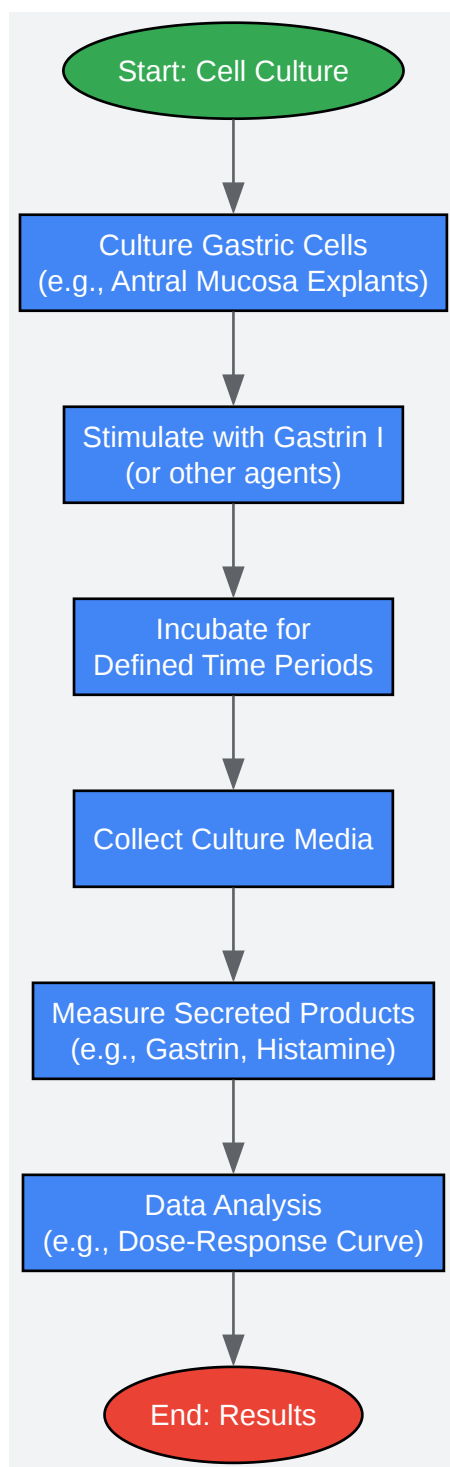 Start: Cell Culture
Culture Gastric Cells
(e.g., Antral Mucosa Explants)
Stimulate with Gastrin I
(or other agents)
Incubate for
Defined Time Periods
Collect Culture Media
Measure Secreted Products
(e.g., Gastrin, Histamine)
Data Analysis
(e.g., Dose-Response Curve)
End: Results